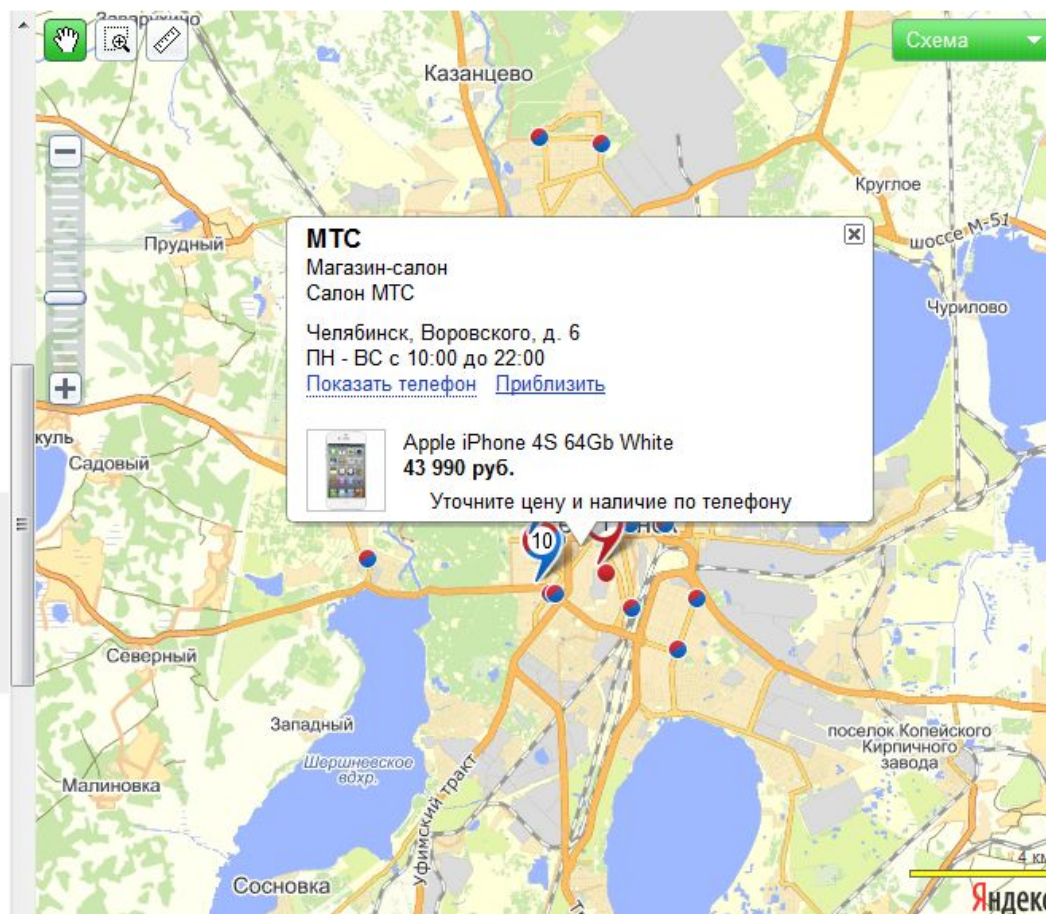 Схема
Казанцево
Круглое
шоссе М-51
Прудный
МТС
Магазин-салон
Салон МТС
Челябинск, Воровского, д. 6
ПН - ВС с 10:00 до 22:00
Показать телефон Приблизить
Apple iPhone 4S 64Gb White
43 990 руб.
Уточните цену и наличие по телефону
Чурилово
Садовый
10
Северный
Западный
Шершневское
вдхр.
поселок Копейского
Кирпичного
завода
Малиновка
Уфимский тракт
Сосновка
4 км
Яндекс